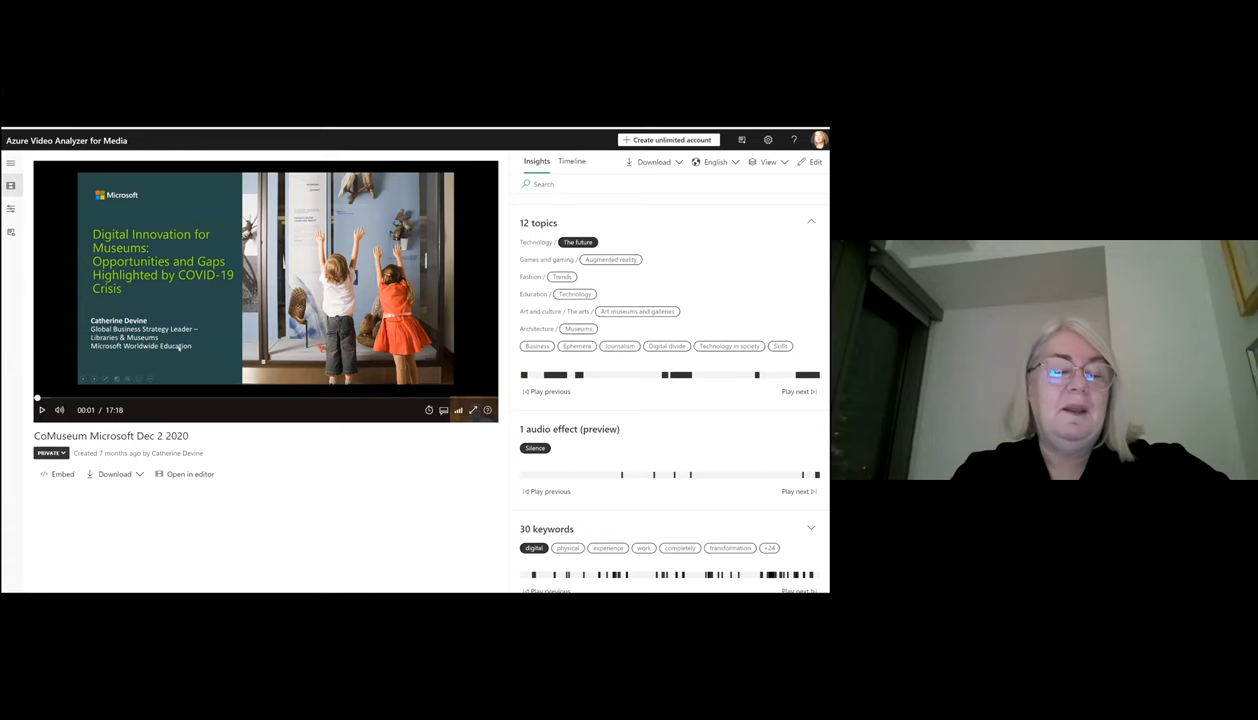 Azure Video Analyzer for Media
Create unlimited account
?
Microsoft
Digital Innovation for
Museums:
Opportunities and Gaps
Highlighted by COVID-19
Crisis
Catherine Devine
Global Business Strategy Leader –
Libraries & Museums
Microsoft Worldwide Education
00:01 / 17:18
CoMuseum Microsoft Dec 2 2020
PRIVATE
Created 7 months ago by Catherine Devine
</> Embed
Download
Open in editor
Insights
Timeline
Download
English
View
Edit
Search
12 topics
Technology / The future
Games and gaming / Augmented reality
Fashion / Trends
Education / Technology
Art and culture / The arts / Art museums and galleries
Architecture / Museums
Business Ephemera Journalism Digital divide Technology in society Skills
Play previous
Play next
1 audio effect (preview)
Silence
Play previous
Play next
30 keywords
digital physical experience work completely transformation +24
Play previous
Play next